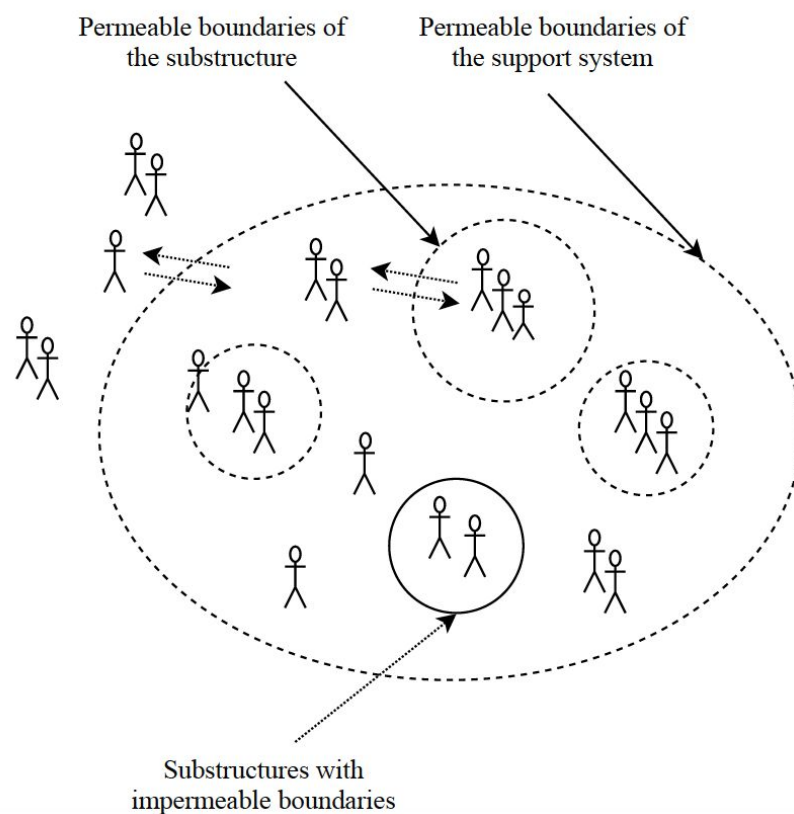 Permeable boundaries of
the substructure
Permeable boundaries of
the support system
Substructures with
impermeable boundaries